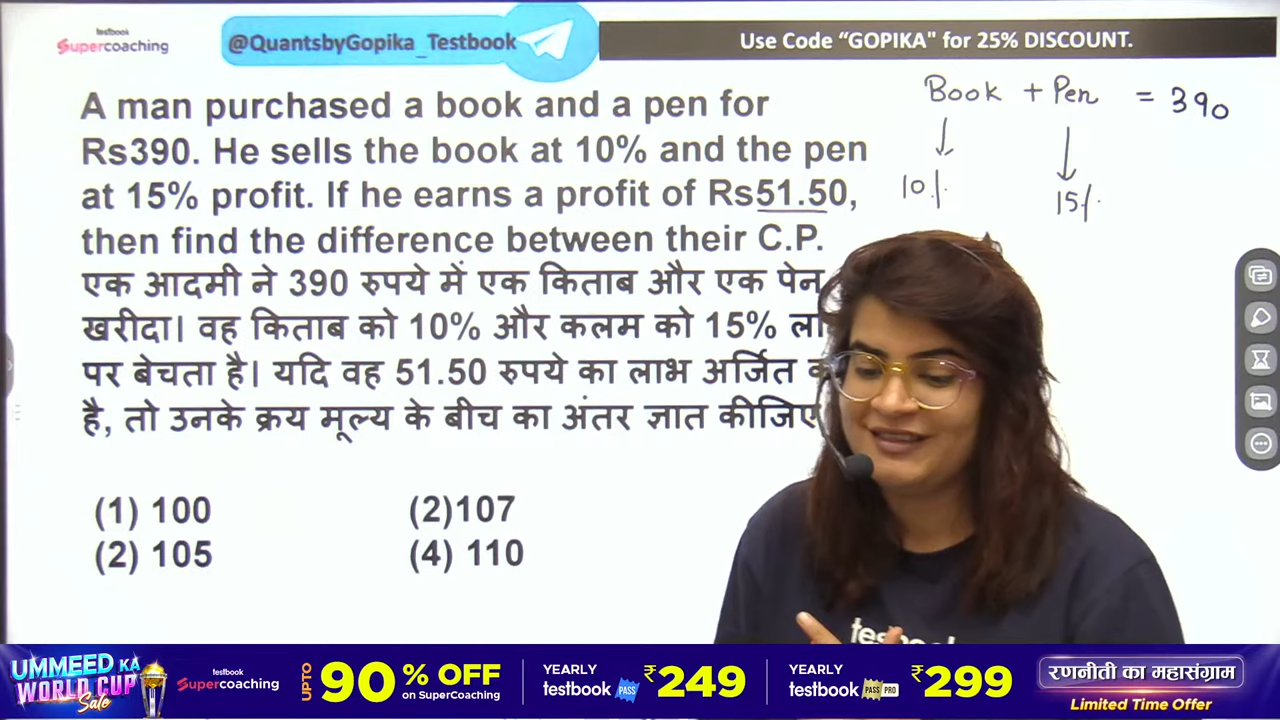 testbook
Supercoaching
@QuantsbyGopika_Testbook
Use Code “GOPIKA" for 25% DISCOUNT.
A man purchased a book and a pen for
Rs390. He sells the book at 10% and the pen
at 15% profit. If he earns a profit of Rs51.50,
then find the difference between their C.P.
एक आदमी ने 390 रुपये में एक किताब और एक पेन
खरीदा। वह किताब को 10% और कलम को 15%
पर बेचता है। यदि वह 51.50 रुपये का लाभ अर्जित
है, तो उनके क्रय मूल्य के बीच का अंतर ज्ञात कीजिए
(1) 100 (2)107
(2) 105 (4) 110
Book + Pen = 390
10%. 15%.
UMMEED KA
WORLD CUP
Sale
testbook
Supercoaching
UPTO 90% OFF
on SuperCoaching
YEARLY
testbook PASS
₹249
YEARLY
testbook PASS PRO
₹299
रणनीती का महासंग्राम
Limited Time Offer